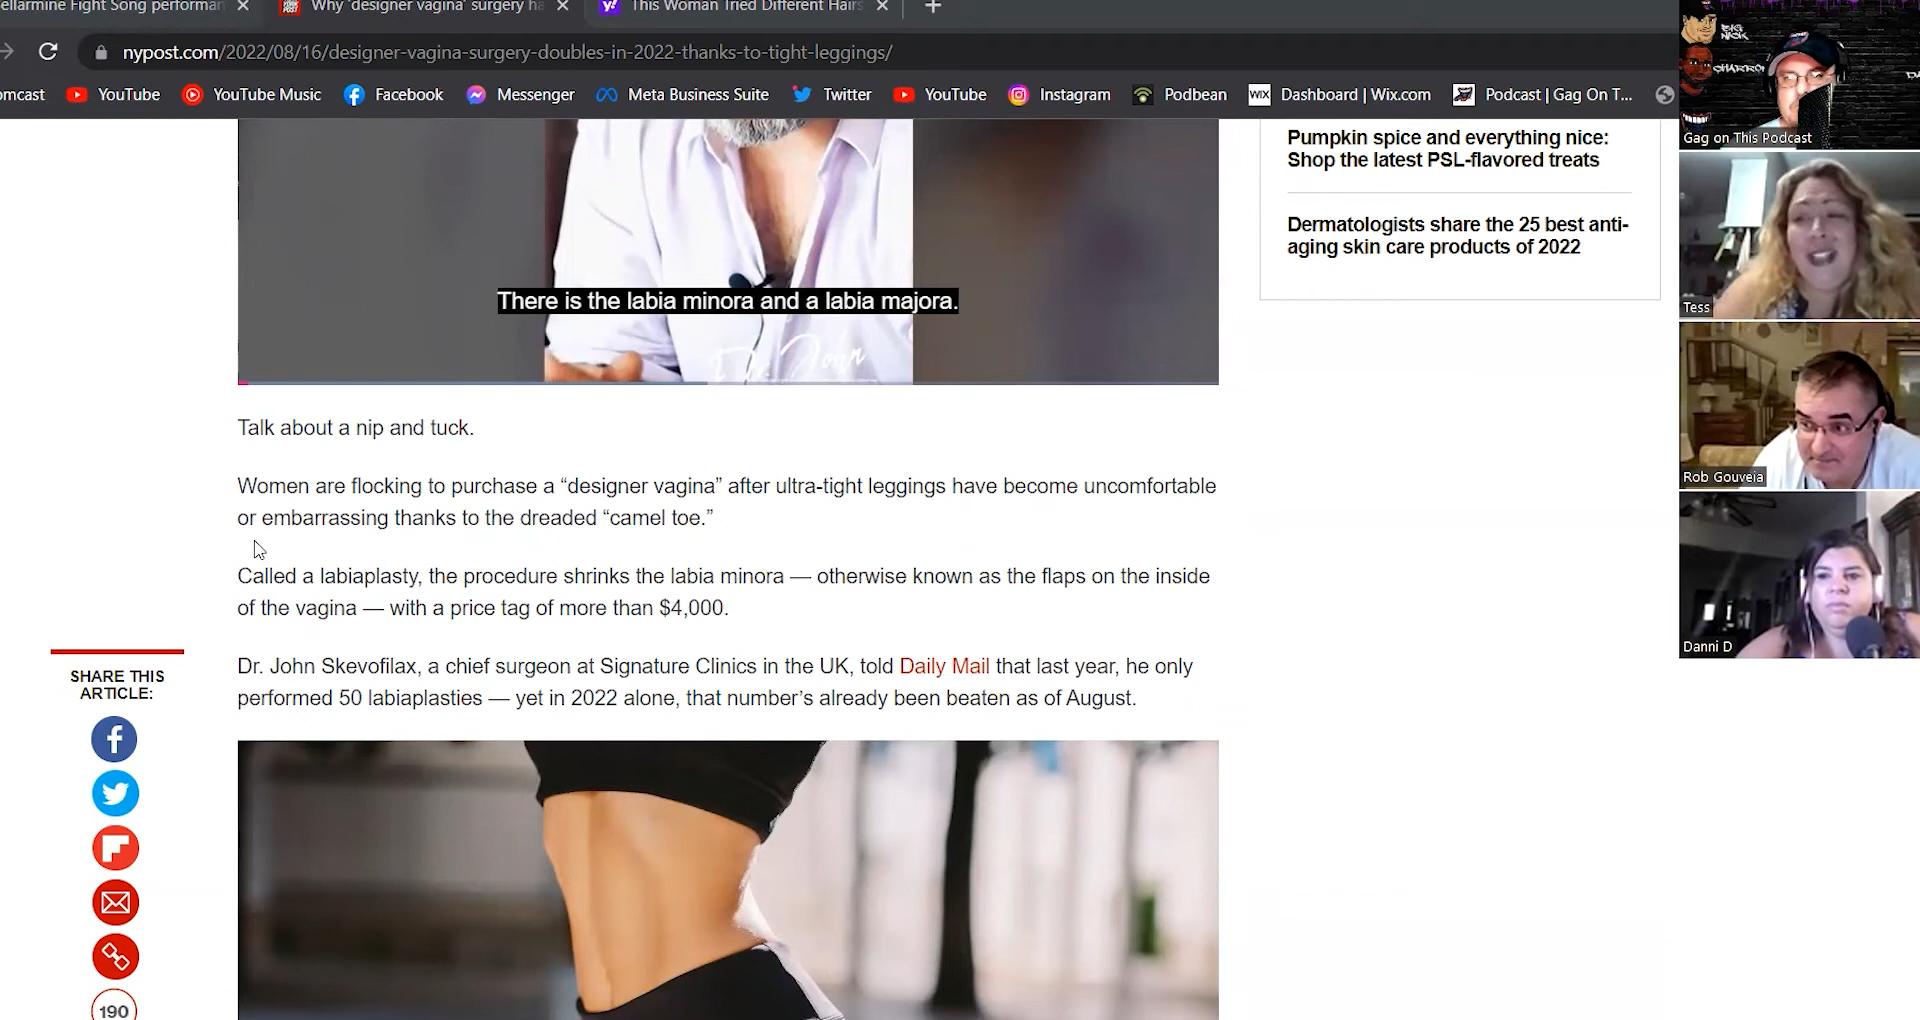 ellarmine Fight Song performan
Why 'designer vagina' surgery ha
This Woman Tried Different Hairs
nypost.com/2022/08/16/designer-vagina-surgery-doubles-in-2022-thanks-to-tight-leggings/
omcast
YouTube
YouTube Music
Facebook
Messenger
Meta Business Suite
Twitter
YouTube
Instagram
Podbean
WIX
Dashboard | Wix.com
Podcast | Gag On T...
BIG NICK
Gag on This Podcast
Tess
Rob Gouveia
Danni D
Pumpkin spice and everything nice:
Shop the latest PSL-flavored treats
Dermatologists share the 25 best anti-
aging skin care products of 2022
There is the labia minora and a labia majora.
Talk about a nip and tuck.
Women are flocking to purchase a “designer vagina” after ultra-tight leggings have become uncomfortable
or embarrassing thanks to the dreaded “camel toe.”
Called a labiaplasty, the procedure shrinks the labia minora — otherwise known as the flaps on the inside
of the vagina — with a price tag of more than $4,000.
Dr. John Skevofilax, a chief surgeon at Signature Clinics in the UK, told Daily Mail that last year, he only
performed 50 labiaplasties — yet in 2022 alone, that number’s already been beaten as of August.
SHARE THIS
ARTICLE:
190